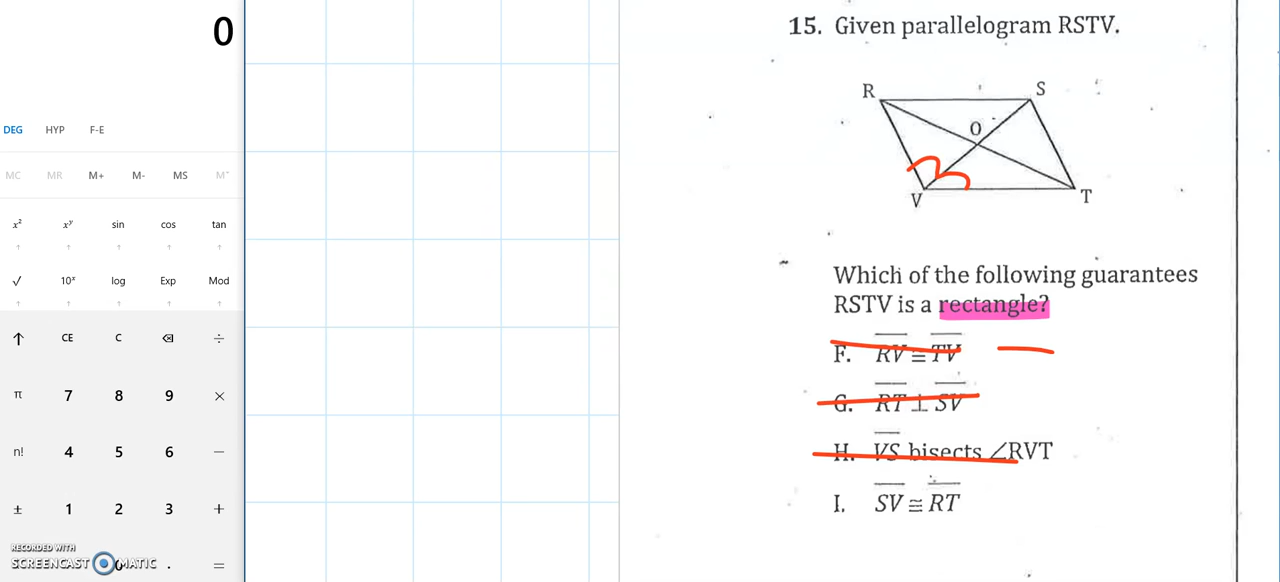 0
DEG HYP F-E
MC MR M+ M- MS M˅
x² xʸ sin cos tan
↑ ↑ ↑ ↑ ↑
√ 10ˣ log Exp Mod
↑ ↑ ↑ ↑ ↑
↑ CE C ⌫ ÷
π 7 8 9 ×
n! 4 5 6 −
± 1 2 3 +
0 . =
RECORDED WITH
SCREENCAST MATIC
15. Given parallelogram RSTV.
R S
O
V T
Which of the following guarantees
RSTV is a rectangle?
F. RV ≅ TV
G. RT ⊥ SV
H. VS bisects ∠RVT
I. SV ≅ RT